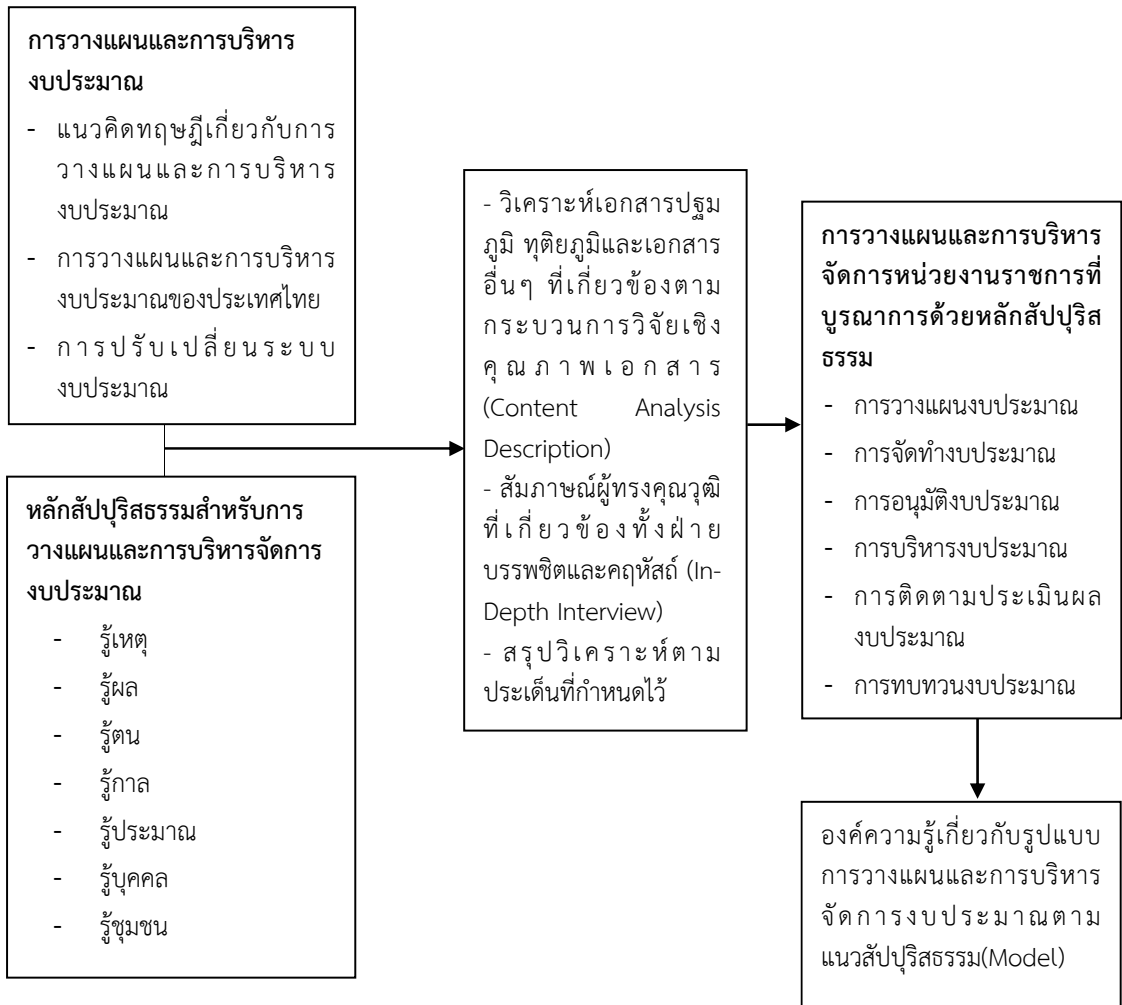 การวางแผนและการบริหาร
งบประมาณ
- แนวคิดทฤษฎีเกี่ยวกับการ
วางแผนและการบริหาร
งบประมาณ
- การวางแผนและการบริหาร
งบประมาณของประเทศไทย
- การปรับเปลี่ยนระบบ
งบประมาณ
หลักสัปปุริสธรรมสำหรับการ
วางแผนและการบริหารจัดการ
งบประมาณ
- รู้เหตุ
- รู้ผล
- รู้ตน
- รู้กาล
- รู้ประมาณ
- รู้บุคคล
- รู้ชุมชน
- วิเคราะห์เอกสารปฐม
ภูมิ ทุติยภูมิและเอกสาร
อื่นๆ ที่เกี่ยวข้องตาม
กระบวนการวิจัยเชิง
คุณภาพเอกสาร
(Content Analysis
Description)
- สัมภาษณ์ผู้ทรงคุณวุฒิ
ที่เกี่ยวข้องทั้งฝ่าย
บรรพชิตและคฤหัสถ์ (In-
Depth Interview)
- สรุปวิเคราะห์ตาม
ประเด็นที่กำหนดไว้
การวางแผนและการบริหาร
จัดการหน่วยงานราชการที่
บูรณาการด้วยหลักสัปปุริส
ธรรม
- การวางแผนงบประมาณ
- การจัดทำงบประมาณ
- การอนุมัติงบประมาณ
- การบริหารงบประมาณ
- การติดตามประเมินผล
งบประมาณ
- การทบทวนงบประมาณ
องค์ความรู้เกี่ยวกับรูปแบบ
การวางแผนและการบริหาร
จัดการงบประมาณตาม
แนวสัปปุริสธรรม(Model)